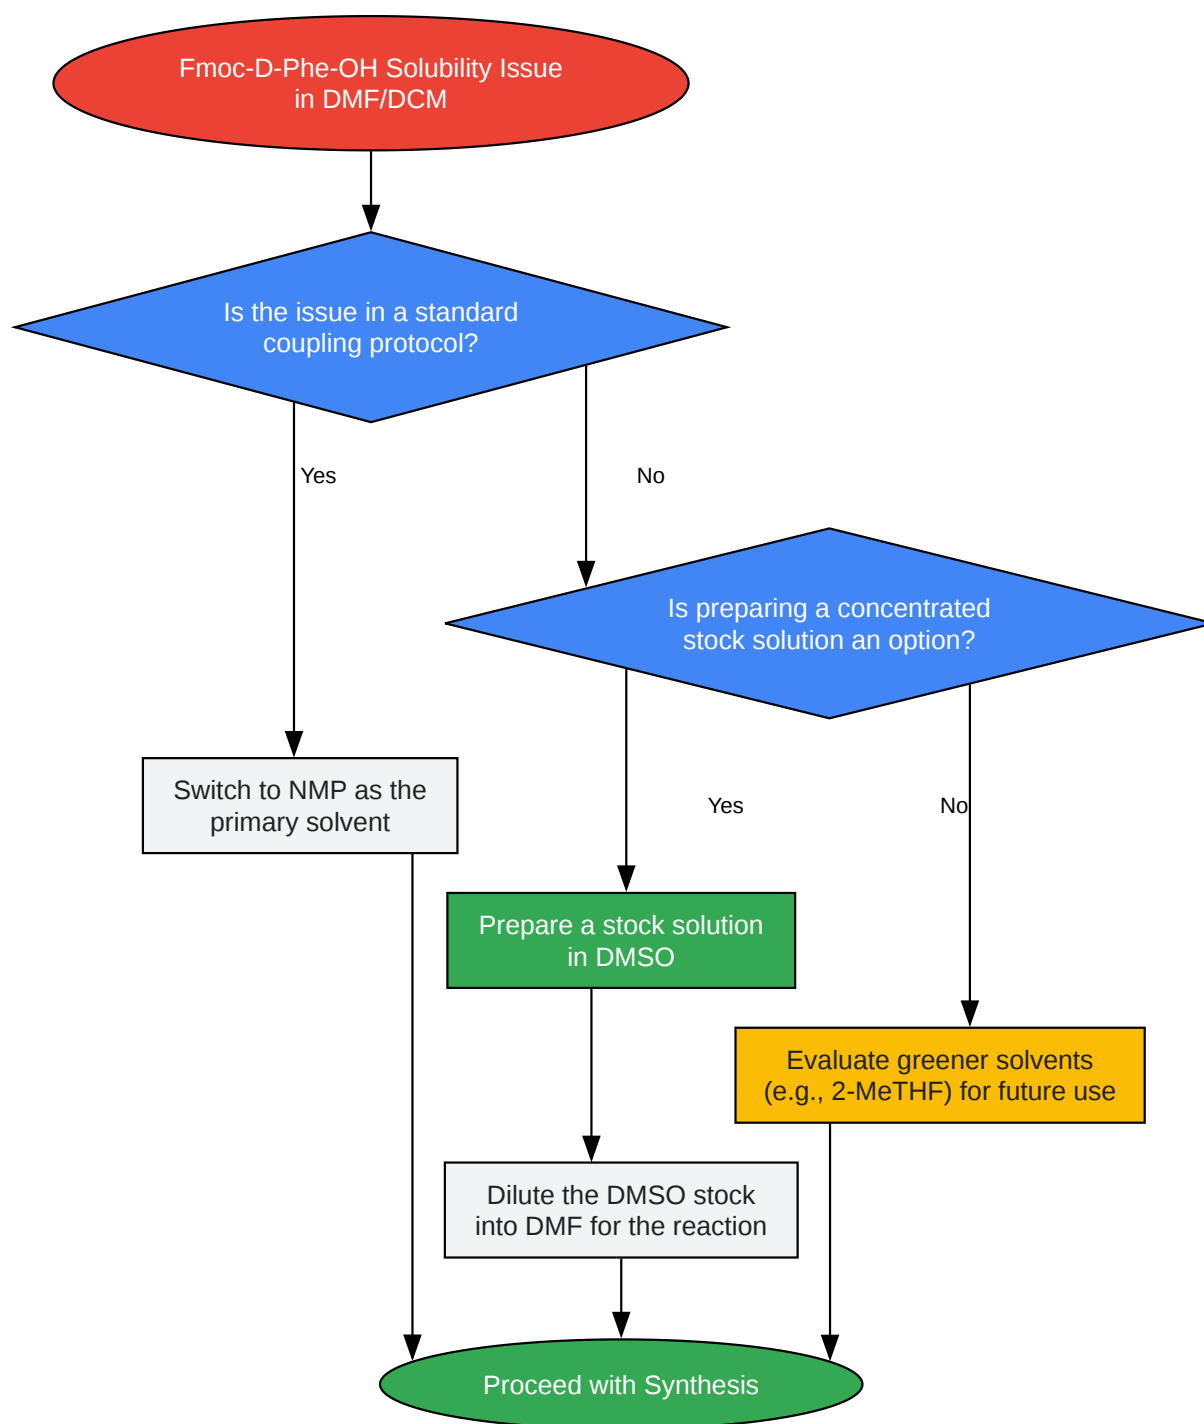 Fmoc-D-Phe-OH Solubility Issue
in DMF/DCM
Is the issue in a standard
coupling protocol?
Yes
No
Is preparing a concentrated
stock solution an option?
Switch to NMP as the
primary solvent
Yes
No
Prepare a stock solution
in DMSO
Evaluate greener solvents
(e.g., 2-MeTHF) for future use
Dilute the DMSO stock
into DMF for the reaction
Proceed with Synthesis